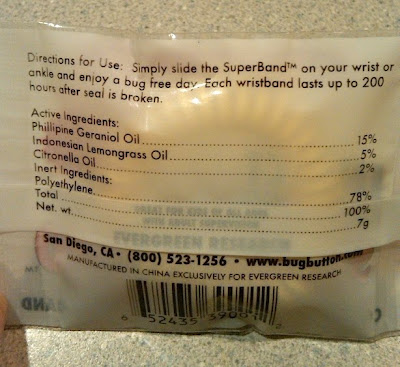 Directions for Use: Simply slide the SuperBand™ on your wrist or
ankle and enjoy a bug free day. Each wristband lasts up to 200
hours after seal is broken.
Active Ingredients:
Phillipine Geraniol Oil 15%
Indonesian Lemongrass Oil 5%
Citronella Oil 2%
Inert Ingredients:
Polyethylene 78%
Total 100%
Net. wt. 7g
EVERGREEN RESEARCH
San Diego, CA • (800) 523-1256 • www.bugbutton.com
MANUFACTURED IN CHINA EXCLUSIVELY FOR EVERGREEN RESEARCH